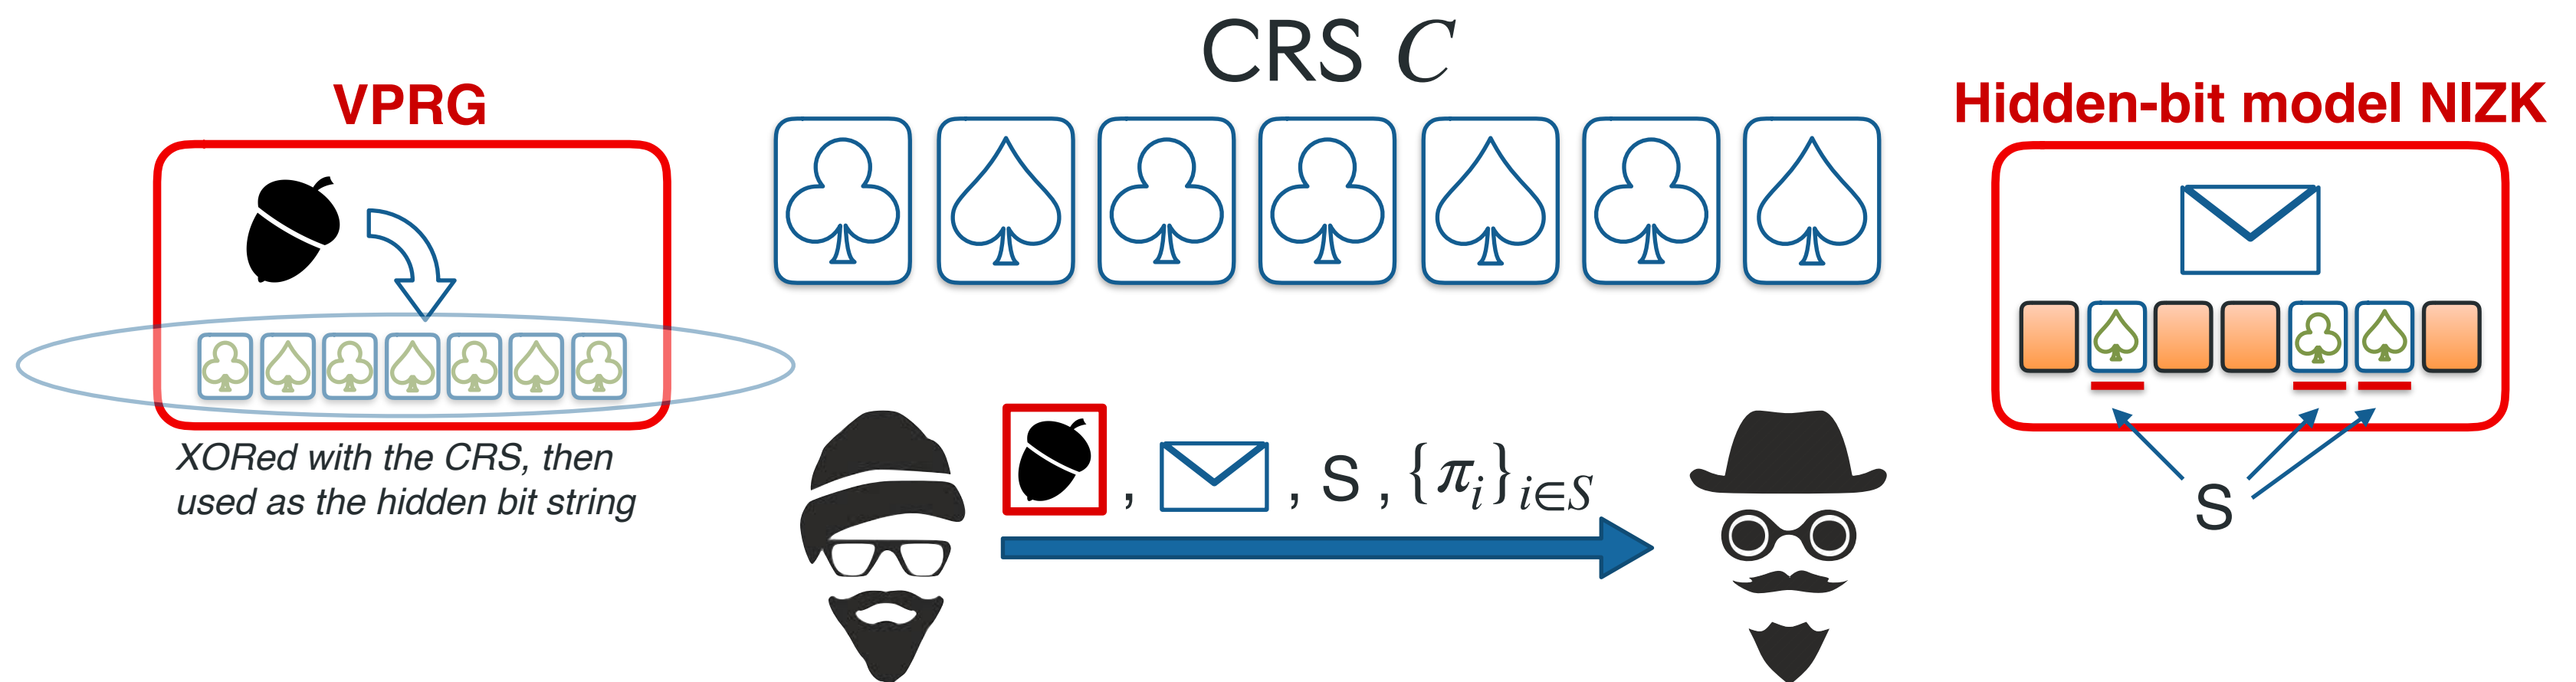 CRS C
VPRG
Hidden-bit model NIZK
XORed with the CRS, then
used as the hidden bit string
, , S , {π_i}_{i∈S}
S